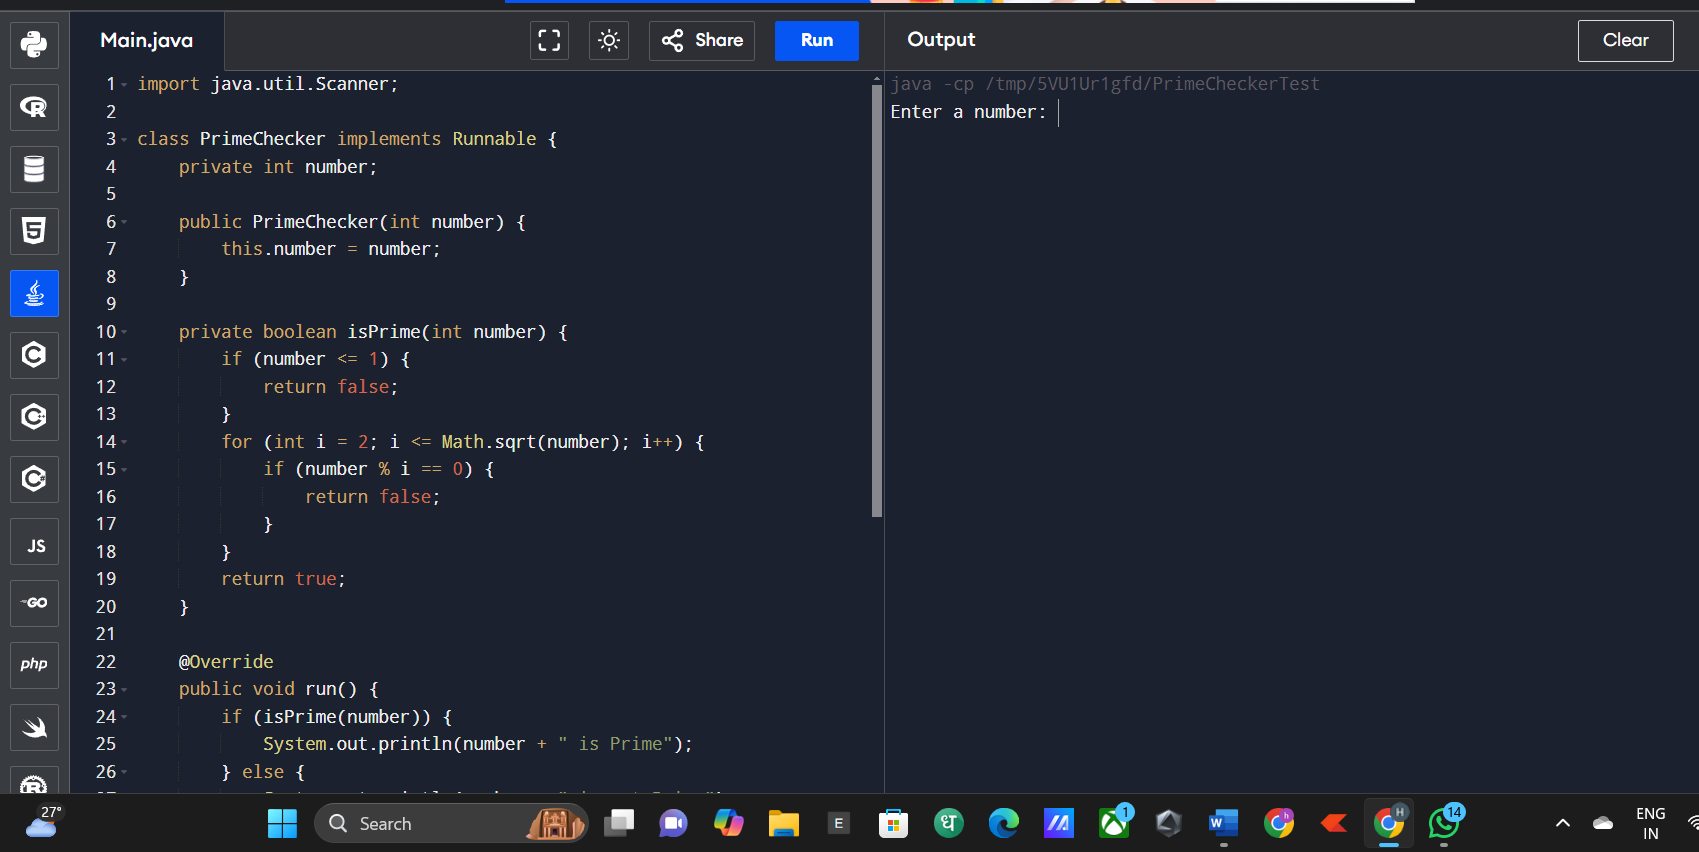 Main.java
Share
Run
Output
Clear
1 import java.util.Scanner;
2
3 class PrimeChecker implements Runnable {
4 private int number;
5
6 public PrimeChecker(int number) {
7 this.number = number;
8 }
9
10 private boolean isPrime(int number) {
11 if (number <= 1) {
12 return false;
13 }
14 for (int i = 2; i <= Math.sqrt(number); i++) {
15 if (number % i == 0) {
16 return false;
17 }
18 }
19 return true;
20 }
21
22 @Override
23 public void run() {
24 if (isPrime(number)) {
25 System.out.println(number + " is Prime");
26 } else {
java -cp /tmp/5VU1Ur1gfd/PrimeCheckerTest
Enter a number:
JS
GO
php
27°
Search
E
घ
1
W
h
H
14
ENG
IN